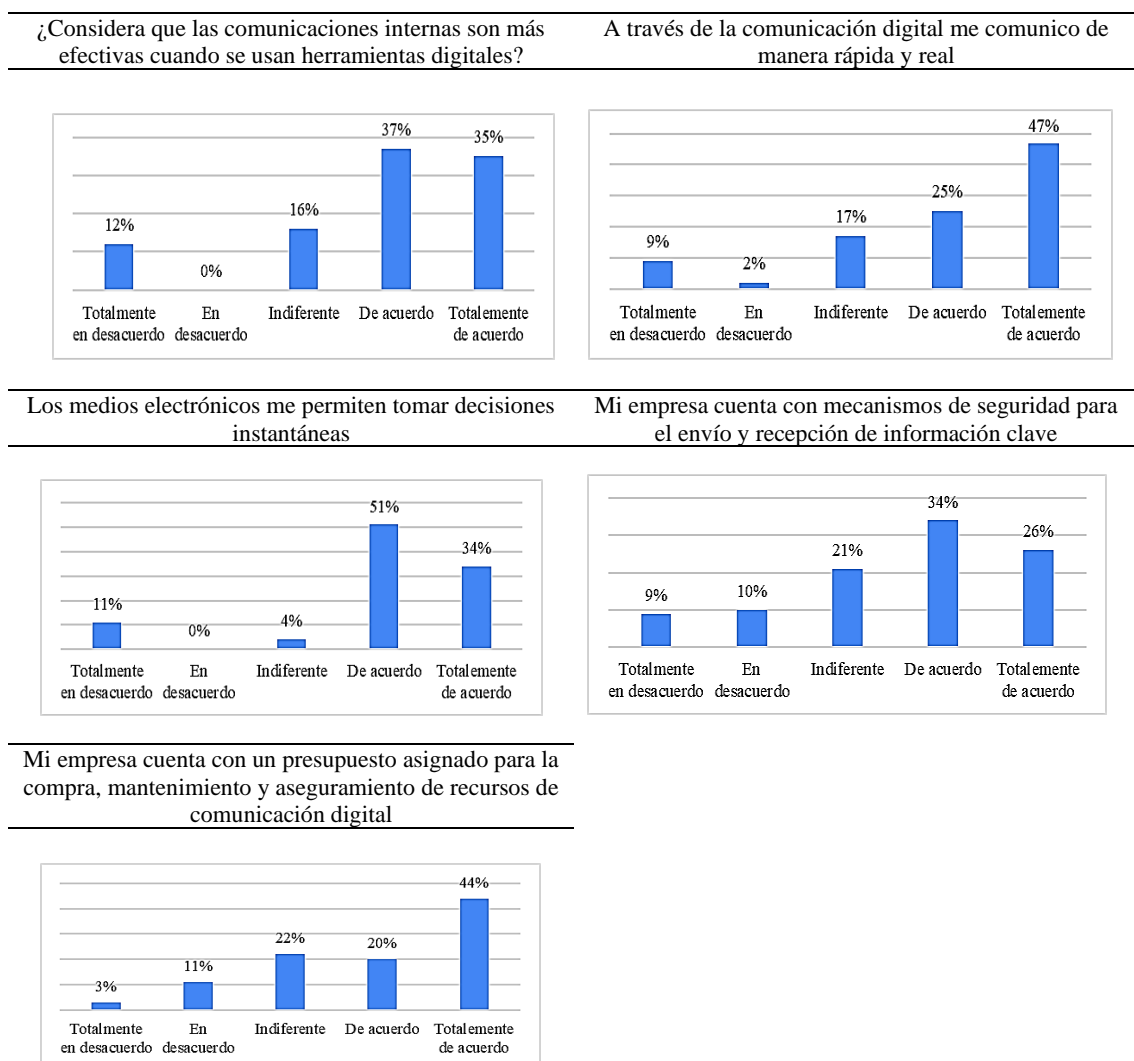 ¿Considera que las comunicaciones internas son más
efectivas cuando se usan herramientas digitales?
37%
35%
16%
12%
0%
Totalmente
en desacuerdo
En
desacuerdo
Indiferente
De acuerdo
Totalemente
de acuerdo
A través de la comunicación digital me comunico de
manera rápida y real
47%
25%
17%
9%
2%
Totalmente
en desacuerdo
En
desacuerdo
Indiferente
De acuerdo
Totalemente
de acuerdo
Los medios electrónicos me permiten tomar decisiones
instantáneas
51%
34%
11%
4%
0%
Totalmente
en desacuerdo
En
desacuerdo
Indiferente
De acuerdo
Totalemente
de acuerdo
Mi empresa cuenta con mecanismos de seguridad para
el envío y recepción de información clave
34%
26%
21%
10%
9%
Totalmente
en desacuerdo
En
desacuerdo
Indiferente
De acuerdo
Totalemente
de acuerdo
Mi empresa cuenta con un presupuesto asignado para la
compra, mantenimiento y aseguramiento de recursos de
comunicación digital
44%
22%
20%
11%
3%
Totalmente
en desacuerdo
En
desacuerdo
Indiferente
De acuerdo
Totalemente
de acuerdo